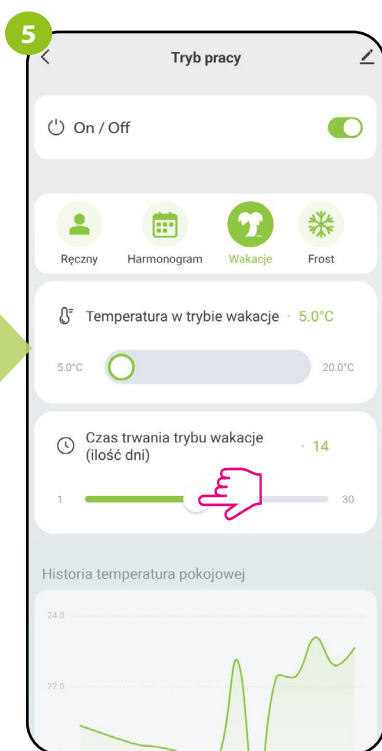 5
Tryb pracy
On / Off
Ręczny Harmonogram Wakacje Frost
Temperatura w trybie wakacje · 5.0°C
5.0°C 20.0°C
Czas trwania trybu wakacje
(ilość dni) · 14
1 30
Historia temperatura pokojowej
24.0
22.0